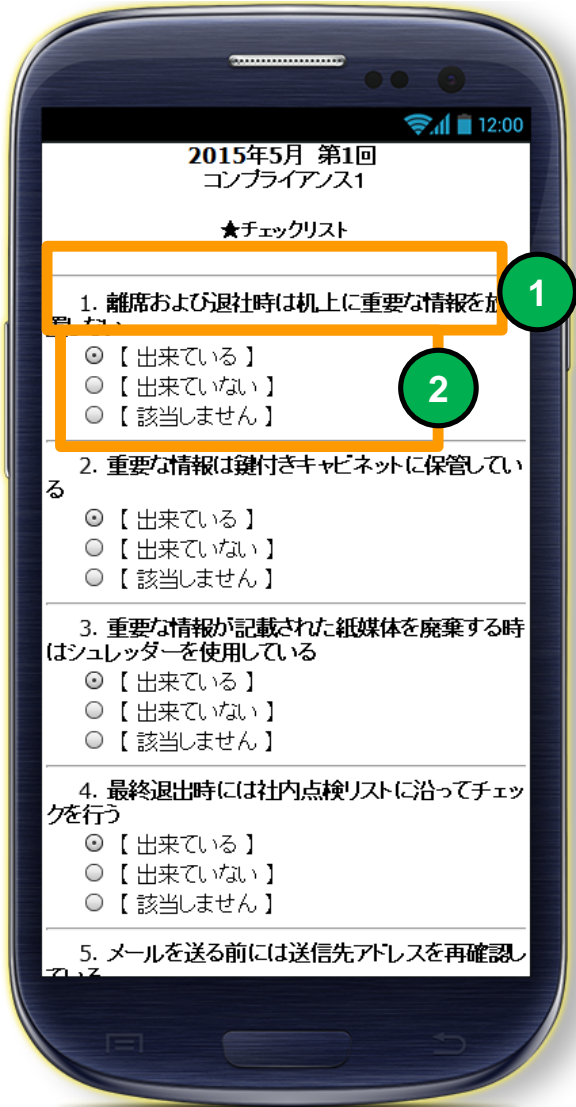 12:00
2015年5月 第1回
コンプライアンス1
★チェックリスト
1
1. 離席および退社時は机上に重要な情報を放
2
【 出来ている 】
【 出来ていない 】
【 該当しません 】
2. 重要な情報は鍵付きキャビネットに保管してい
る
【 出来ている 】
【 出来ていない 】
【 該当しません 】
3. 重要な情報が記載された紙媒体を廃棄する時
はシュレッダーを使用している
【 出来ている 】
【 出来ていない 】
【 該当しません 】
4. 最終退出時には社内点検リストに沿ってチェッ
クを行う
【 出来ている 】
【 出来ていない 】
【 該当しません 】
5. メールを送る前には送信先アドレスを再確認し
ている